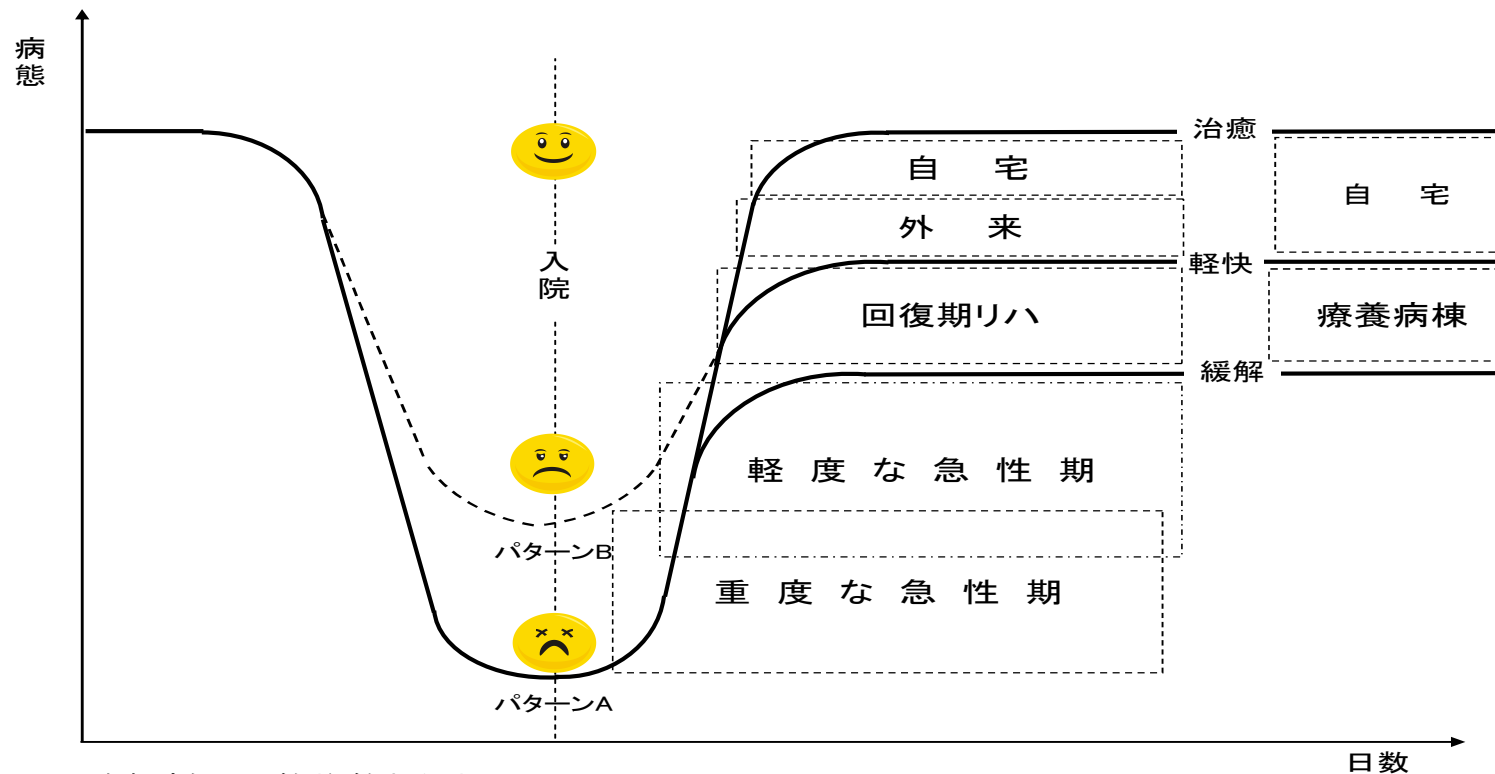 病態
治癒
自宅
自宅
外来
入院
軽快
回復期リハ
療養病棟
緩解
軽度な急性期
パターンB
重度な急性期
パターンA
日数